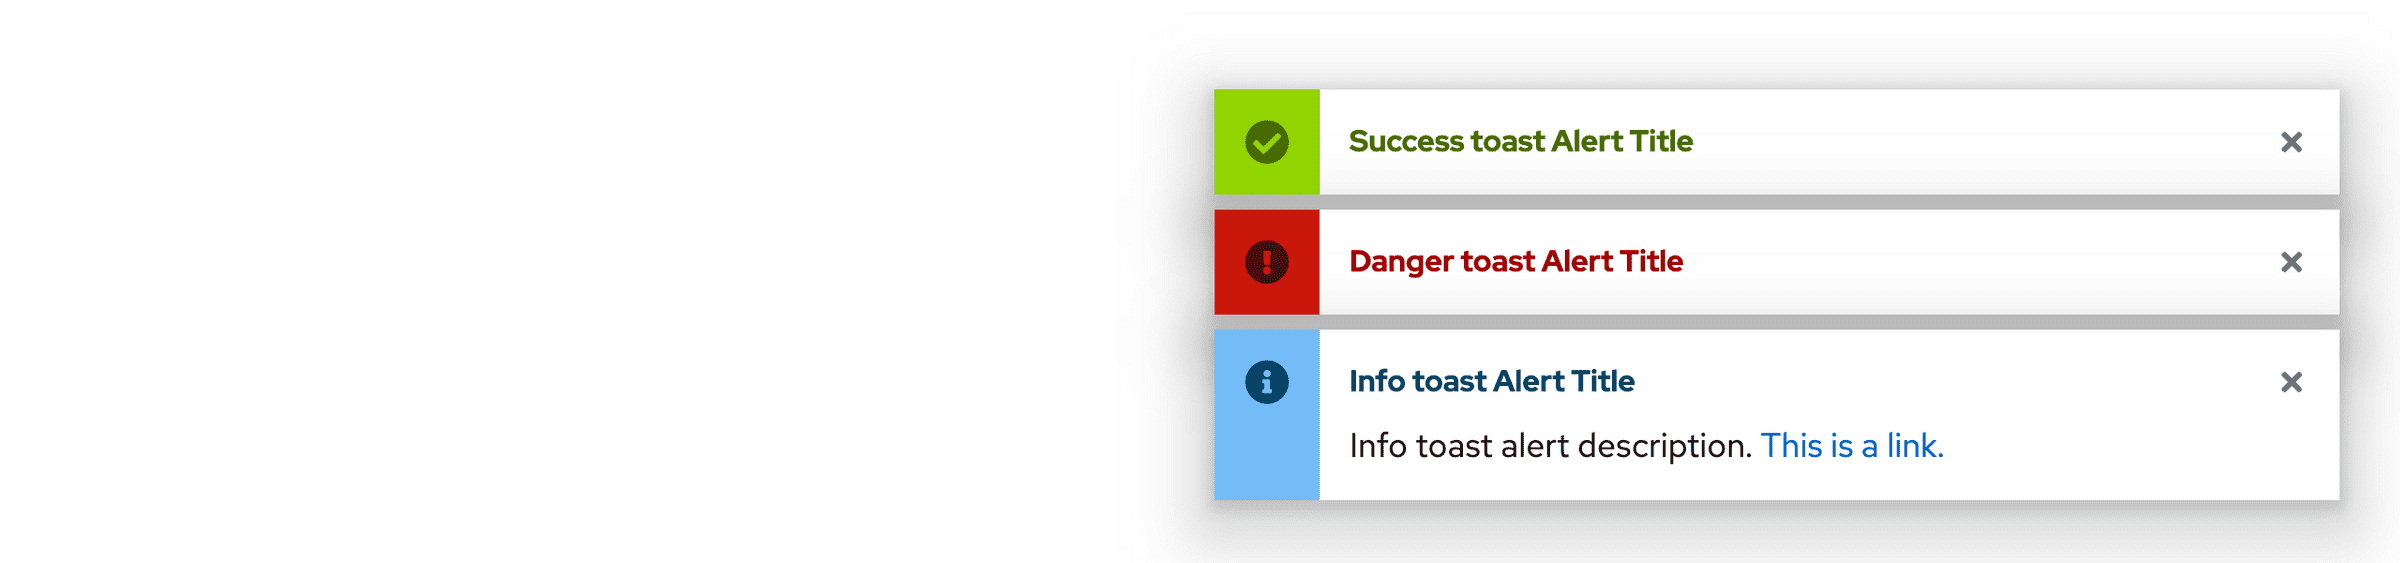 Success toast Alert Title
Danger toast Alert Title
Info toast Alert Title
Info toast alert description. This is a link.